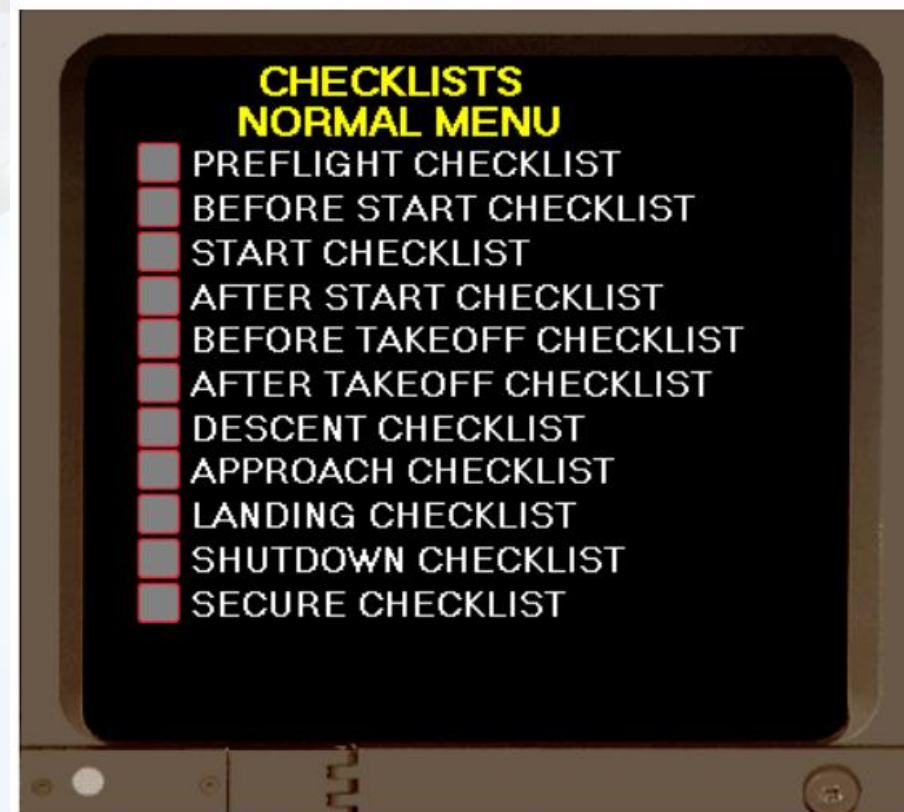 CHECKLISTS
NORMAL MENU
PREFLIGHT CHECKLIST
BEFORE START CHECKLIST
START CHECKLIST
AFTER START CHECKLIST
BEFORE TAKEOFF CHECKLIST
AFTER TAKEOFF CHECKLIST
DESCENT CHECKLIST
APPROACH CHECKLIST
LANDING CHECKLIST
SHUTDOWN CHECKLIST
SECURE CHECKLIST